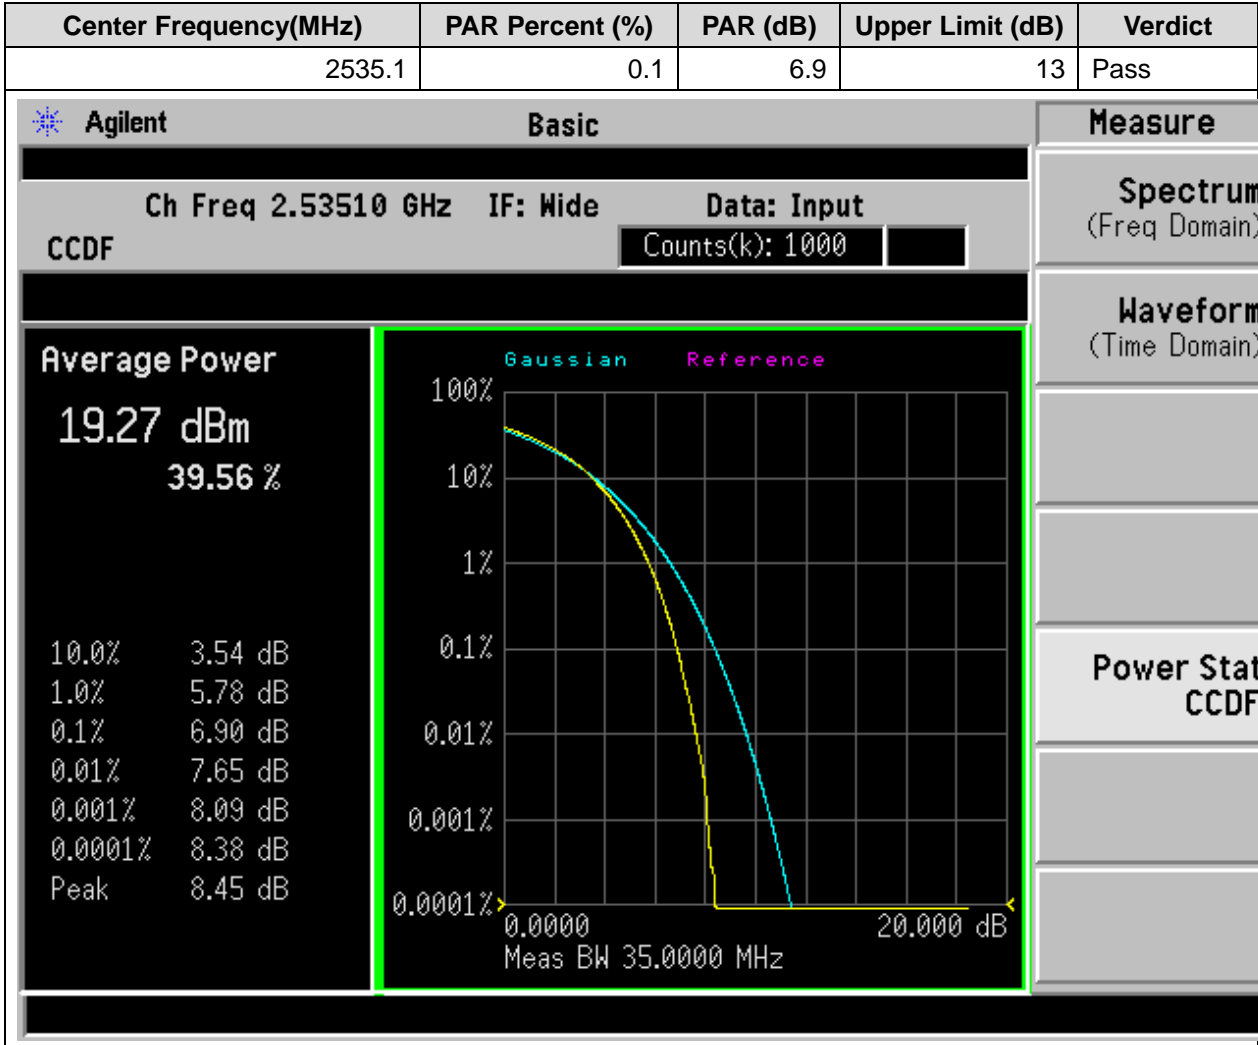 Center Frequency(MHz) PAR Percent (%) PAR (dB) Upper Limit (dB) Verdict
2535.1 0.1 6.9 13 Pass
Agilent Basic Measure
Ch Freq 2.53510 GHz IF: Wide Data: Input
CCDF Counts(k): 1000
Spectrum
(Freq Domain)
Waveform
(Time Domain)
Power Stat
CCDF
Average Power
19.27 dBm
39.56 %
10.0% 3.54 dB
1.0% 5.78 dB
0.1% 6.90 dB
0.01% 7.65 dB
0.001% 8.09 dB
0.0001% 8.38 dB
Peak 8.45 dB
Gaussian Reference
100%
10%
1%
0.1%
0.01%
0.001%
0.0001%
0.0000 20.000 dB
Meas BW 35.0000 MHz